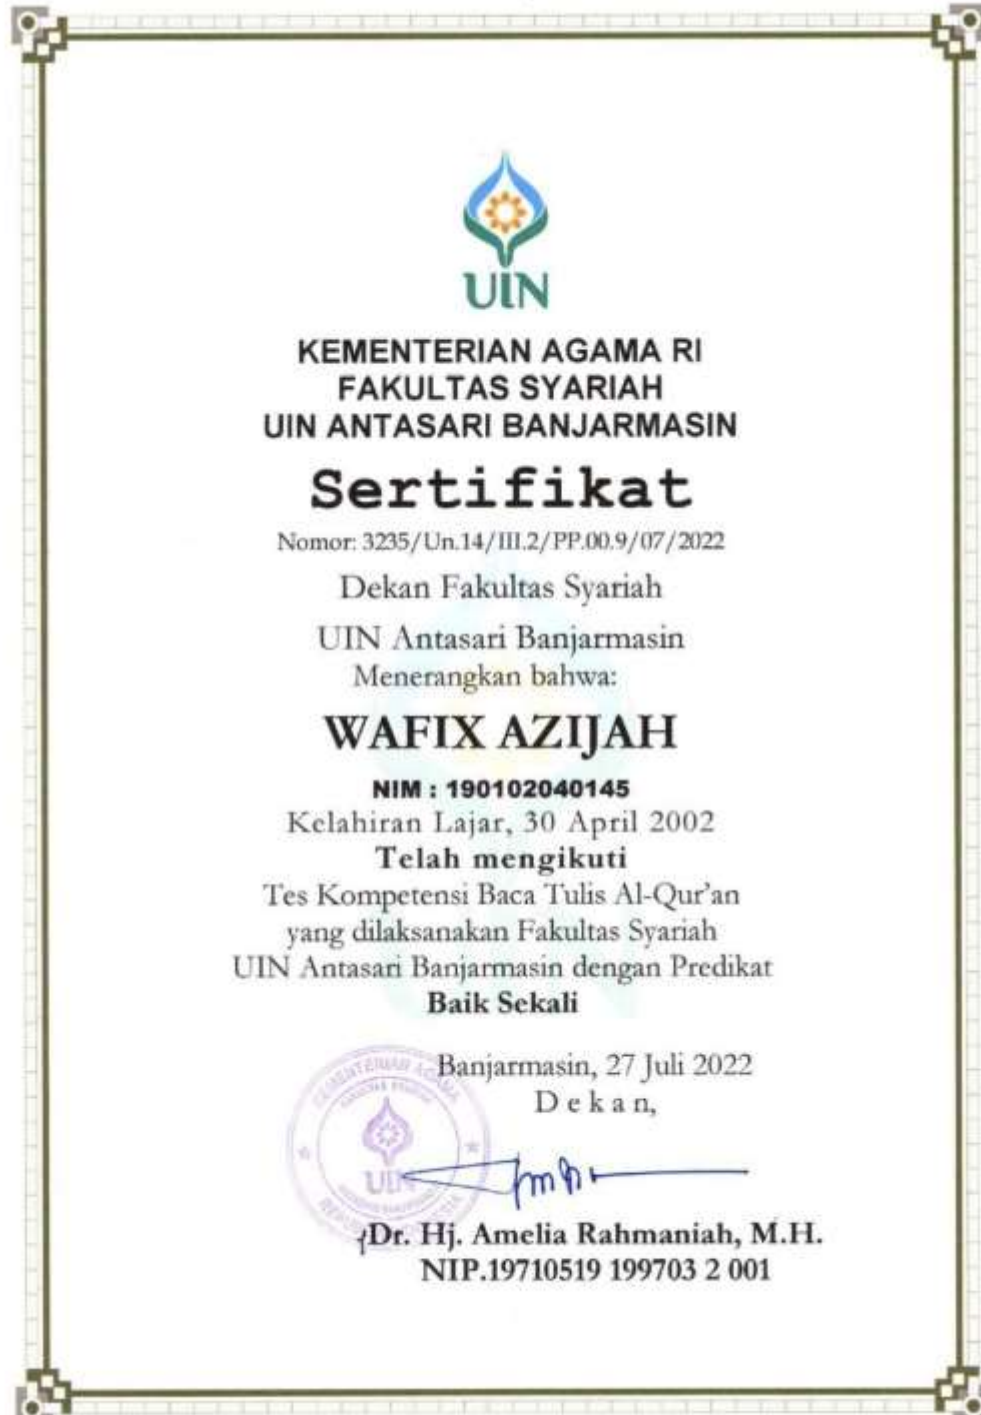 UIN
KEMENTERIAN AGAMA RI
FAKULTAS SYARIAH
UIN ANTASARI BANJARMASIN
Sertifikat
Nomor: 3235/Un.14/III.2/PP.00.9/07/2022
Dekan Fakultas Syariah
UIN Antasari Banjarmasin
Menerangkan bahwa:
WAFIX AZIJAH
NIM : 190102040145
Kelahiran Lajar, 30 April 2002
Telah mengikuti
Tes Kompetensi Baca Tulis Al-Qur'an
yang dilaksanakan Fakultas Syariah
UIN Antasari Banjarmasin dengan Predikat
Baik Sekali
Banjarmasin, 27 Juli 2022
D e k a n,
KEMENTERIAN AGAMA
UIN
Dr. Hj. Amelia Rahmaniah, M.H.
NIP.19710519 199703 2 001